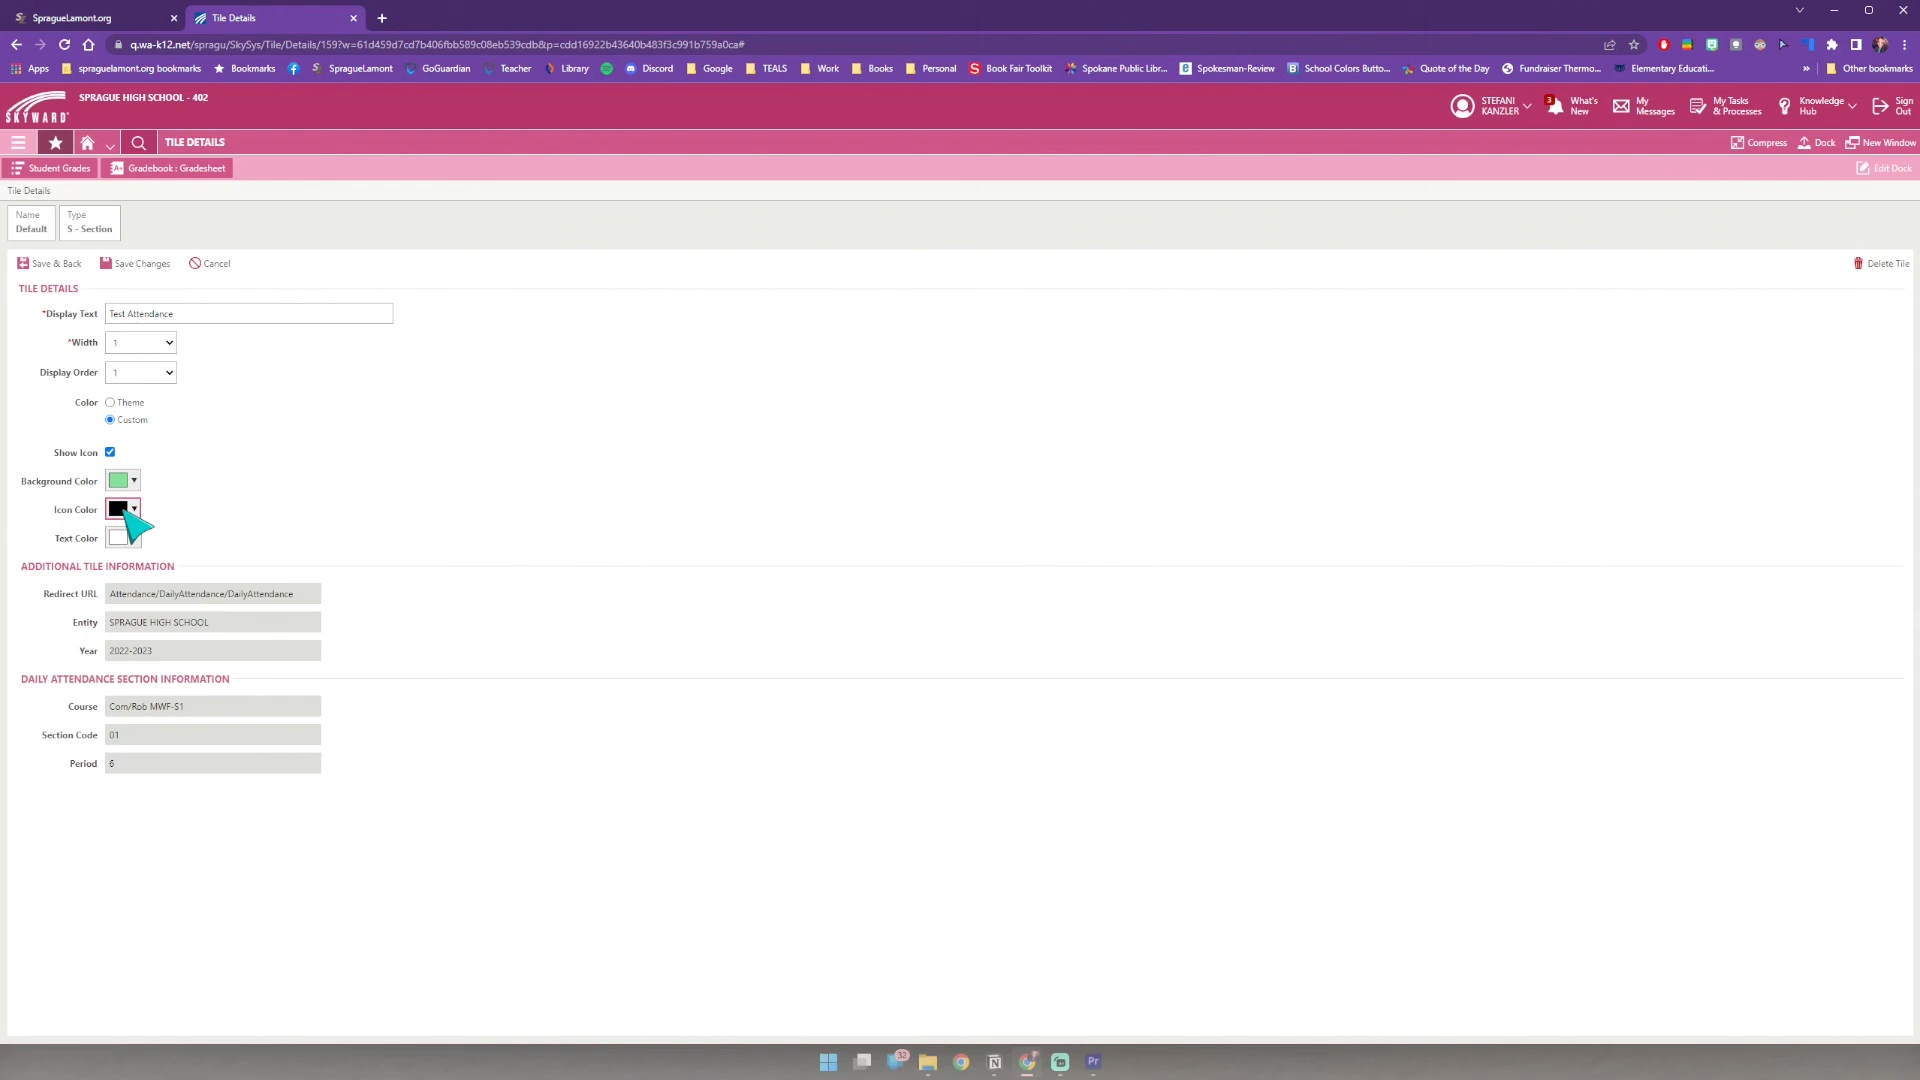 SpragueLamont.org
Tile Details
q.wa-k12.net/spragu/SkySys/Tile/Details/159?w=61d459d7cd7b406fbb589c08eb539cdb&p=cdd16922b43640b483f3c991b759a0ca#
Apps
spraguelamont.org bookmarks
Bookmarks
SpragueLamont
GoGuardian
Teacher
Library
Discord
Google
TEALS
Work
Books
Personal
Book Fair Toolkit
Spokane Public Libr...
Spokesman-Review
School Colors Butto...
Quote of the Day
Fundraiser Thermo...
Elementary Educati...
»
Other bookmarks
SKYWARD
SPRAGUE HIGH SCHOOL - 402
STEFANI KANZLER
3
What's New
My Messages
My Tasks & Processes
Knowledge Hub
Sign Out
TILE DETAILS
Compress
Dock
New Window
Student Grades
Gradebook : Gradesheet
Edit Dock
Tile Details
Name
Default
Type
S - Section
Save & Back
Save Changes
Cancel
Delete Tile
TILE DETAILS
*Display Text Test Attendance
*Width 1
Display Order 1
Color Theme
Custom
Show Icon
Background Color
Icon Color
Text Color
ADDITIONAL TILE INFORMATION
Redirect URL Attendance/DailyAttendance/DailyAttendance
Entity SPRAGUE HIGH SCHOOL
Year 2022-2023
DAILY ATTENDANCE SECTION INFORMATION
Course Com/Rob MWF-S1
Section Code 01
Period 6
32
Pr